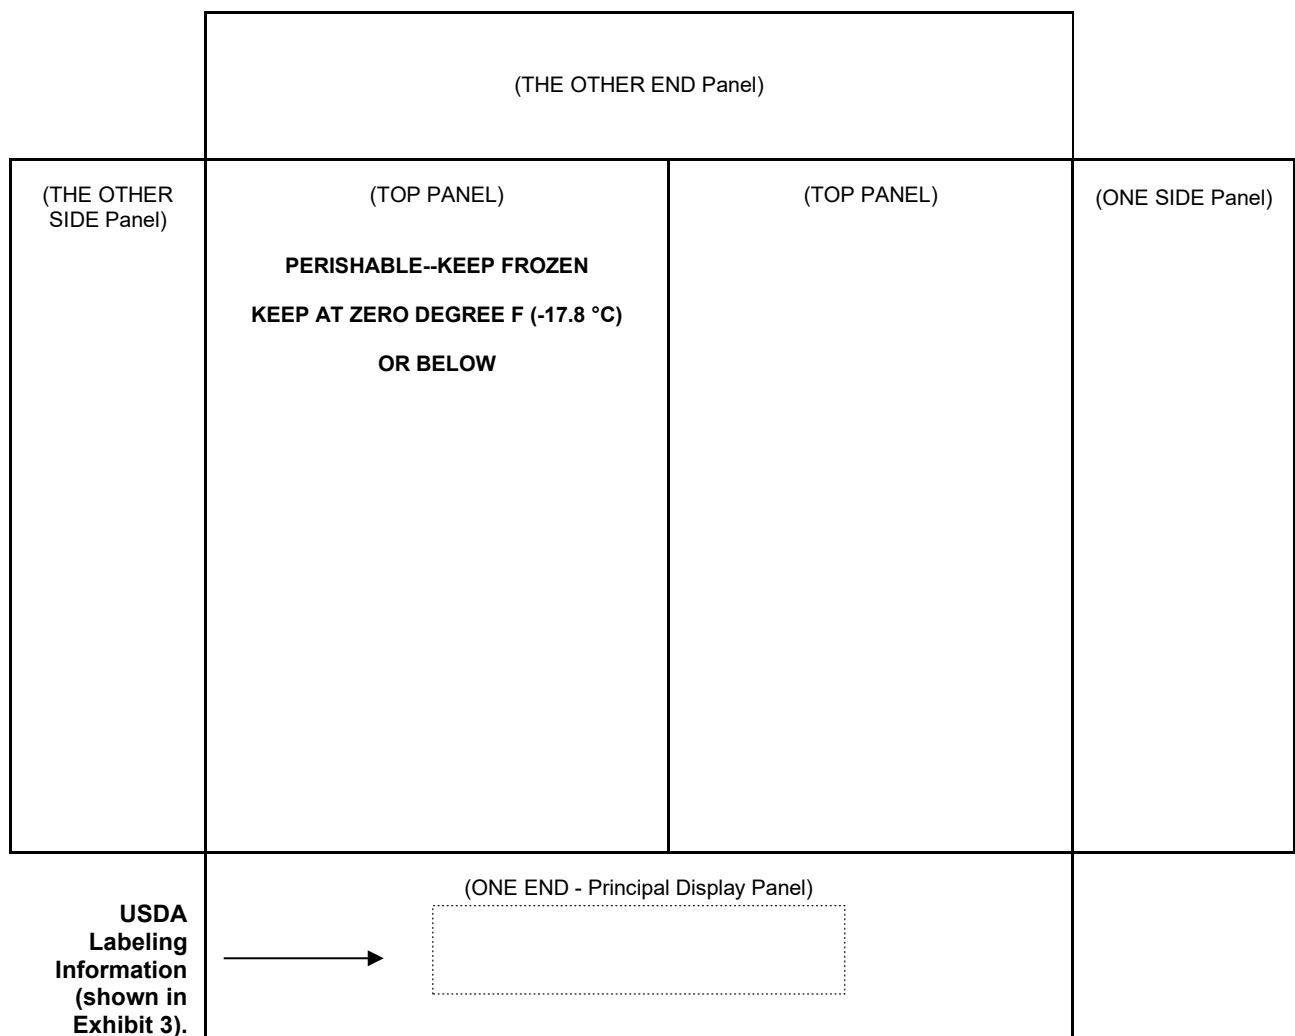 (THE OTHER END Panel)
(THE OTHER
SIDE Panel)
(TOP PANEL)
PERISHABLE--KEEP FROZEN
KEEP AT ZERO DEGREE F (-17.8 °C)
OR BELOW
(TOP PANEL)
(ONE SIDE Panel)
(ONE END - Principal Display Panel)
USDA
Labeling
Information
(shown in
Exhibit 3).